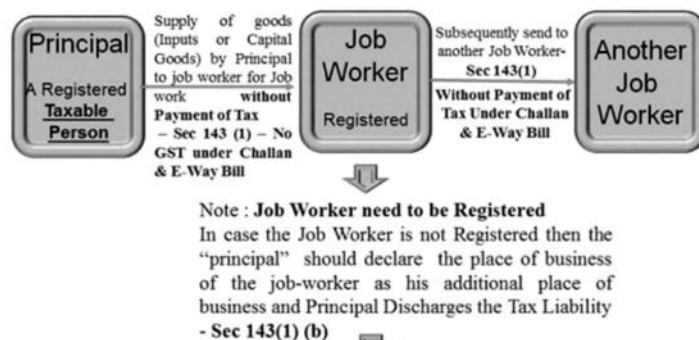 Principal
A Registered
Taxable
Person
Supply of goods
(Inputs or Capital
Goods) by Principal
to job worker for Job
work without
Payment of Tax
– Sec 143 (1) – No
GST under Challan
& E-Way Bill
Job
Worker
Registered
Subsequently send to
another Job Worker-
Sec 143(1)
Without Payment of
Tax Under Challan
& E-Way Bill
Another
Job
Worker
Note : Job Worker need to be Registered
In case the Job Worker is not Registered then the
“principal” should declare the place of business
of the job-worker as his additional place of
business and Principal Discharges the Tax Liability
- Sec 143(1) (b)